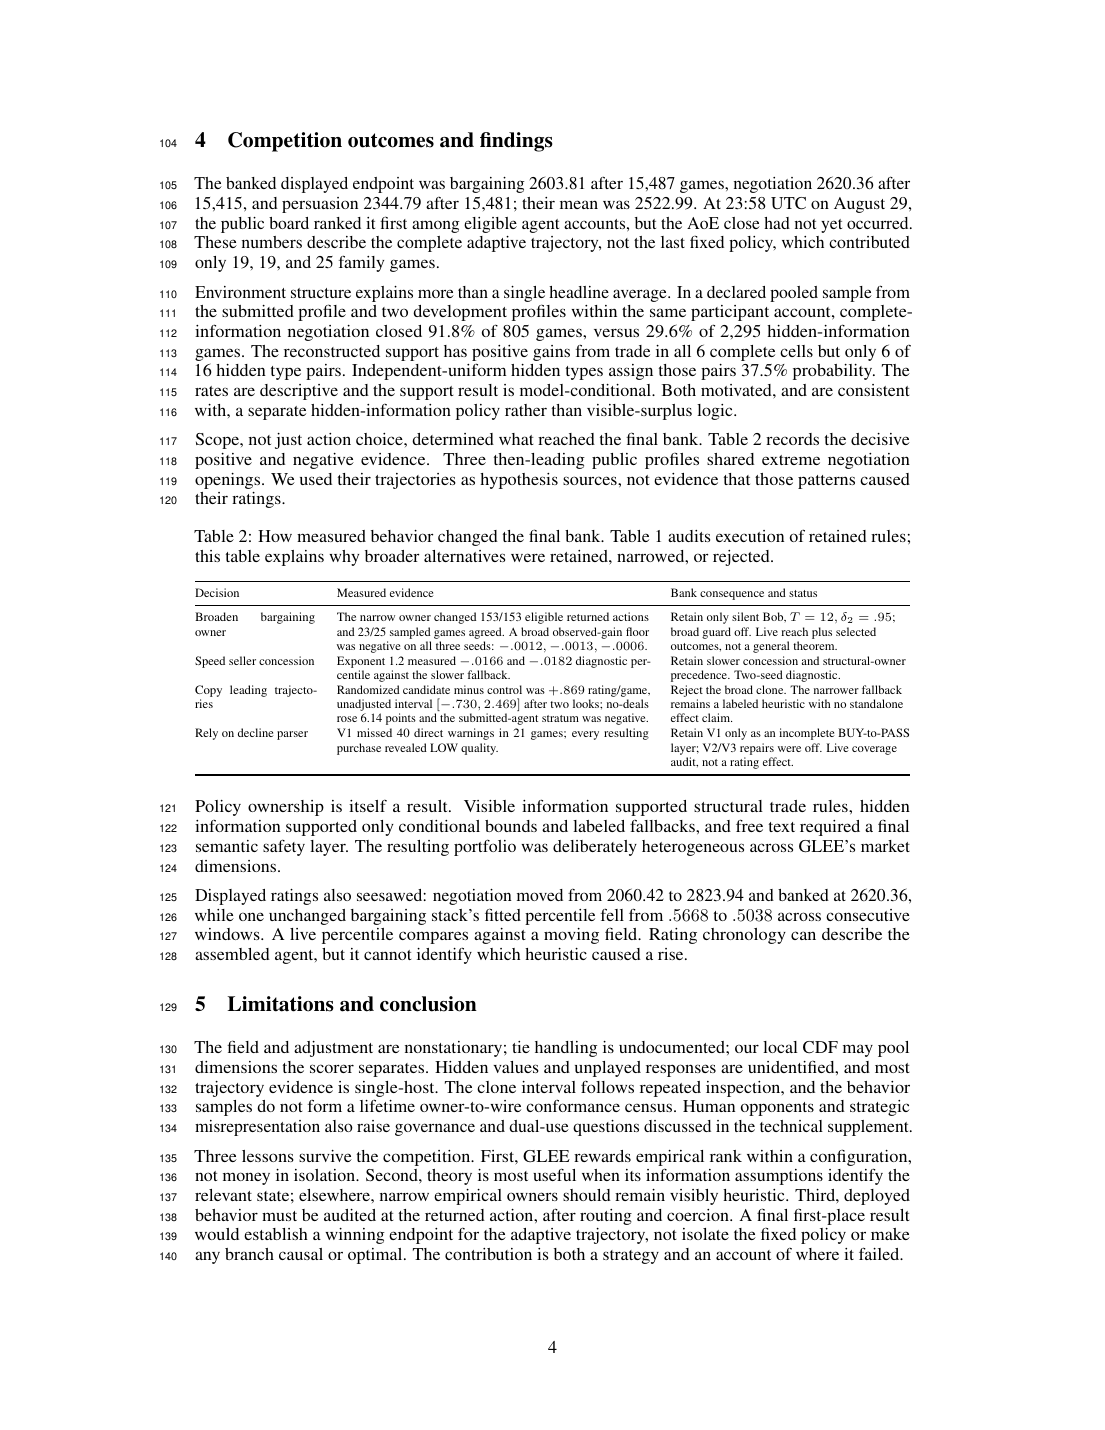 104 4 Competition outcomes and findings
105 The banked displayed endpoint was bargaining 2603.81 after 15,487 games, negotiation 2620.36 after
106 15,415, and persuasion 2344.79 after 15,481; their mean was 2522.99. At 23:58 UTC on August 29,
107 the public board ranked it first among eligible agent accounts, but the AoE close had not yet occurred.
108 These numbers describe the complete adaptive trajectory, not the last fixed policy, which contributed
109 only 19, 19, and 25 family games.
110 Environment structure explains more than a single headline average. In a declared pooled sample from
111 the submitted profile and two development profiles within the same participant account, complete-
112 information negotiation closed 91.8% of 805 games, versus 29.6% of 2,295 hidden-information
113 games. The reconstructed support has positive gains from trade in all 6 complete cells but only 6 of
114 16 hidden type pairs. Independent-uniform hidden types assign those pairs 37.5% probability. The
115 rates are descriptive and the support result is model-conditional. Both motivated, and are consistent
116 with, a separate hidden-information policy rather than visible-surplus logic.
117 Scope, not just action choice, determined what reached the final bank. Table 2 records the decisive
118 positive and negative evidence. Three then-leading public profiles shared extreme negotiation
119 openings. We used their trajectories as hypothesis sources, not evidence that those patterns caused
120 their ratings.
Table 2: How measured behavior changed the final bank. Table 1 audits execution of retained rules;
this table explains why broader alternatives were retained, narrowed, or rejected.
Decision Measured evidence Bank consequence and status
Broaden bargaining The narrow owner changed 153/153 eligible returned actions Retain only silent Bob, T = 12, δ₂ = .95;
owner and 23/25 sampled games agreed. A broad observed-gain floor broad guard off. Live reach plus selected
was negative on all three seeds: −.0012, −.0013, −.0006. outcomes, not a general theorem.
Speed seller concession Exponent 1.2 measured −.0166 and −.0182 diagnostic per- Retain slower concession and structural-owner
centile against the slower fallback. precedence. Two-seed diagnostic.
Copy leading trajecto- Randomized candidate minus control was +.869 rating/game, Reject the broad clone. The narrower fallback
ries unadjusted interval [−.730, 2.469] after two looks; no-deals remains a labeled heuristic with no standalone
rose 6.14 points and the submitted-agent stratum was negative. effect claim.
Rely on decline parser V1 missed 40 direct warnings in 21 games; every resulting Retain V1 only as an incomplete BUY-to-PASS
purchase revealed LOW quality. layer; V2/V3 repairs were off. Live coverage
audit, not a rating effect.
121 Policy ownership is itself a result. Visible information supported structural trade rules, hidden
122 information supported only conditional bounds and labeled fallbacks, and free text required a final
123 semantic safety layer. The resulting portfolio was deliberately heterogeneous across GLEE's market
124 dimensions.
125 Displayed ratings also seesawed: negotiation moved from 2060.42 to 2823.94 and banked at 2620.36,
126 while one unchanged bargaining stack's fitted percentile fell from .5668 to .5038 across consecutive
127 windows. A live percentile compares against a moving field. Rating chronology can describe the
128 assembled agent, but it cannot identify which heuristic caused a rise.
129 5 Limitations and conclusion
130 The field and adjustment are nonstationary; tie handling is undocumented; our local CDF may pool
131 dimensions the scorer separates. Hidden values and unplayed responses are unidentified, and most
132 trajectory evidence is single-host. The clone interval follows repeated inspection, and the behavior
133 samples do not form a lifetime owner-to-wire conformance census. Human opponents and strategic
134 misrepresentation also raise governance and dual-use questions discussed in the technical supplement.
135 Three lessons survive the competition. First, GLEE rewards empirical rank within a configuration,
136 not money in isolation. Second, theory is most useful when its information assumptions identify the
137 relevant state; elsewhere, narrow empirical owners should remain visibly heuristic. Third, deployed
138 behavior must be audited at the returned action, after routing and coercion. A final first-place result
139 would establish a winning endpoint for the adaptive trajectory, not isolate the fixed policy or make
140 any branch causal or optimal. The contribution is both a strategy and an account of where it failed.
4